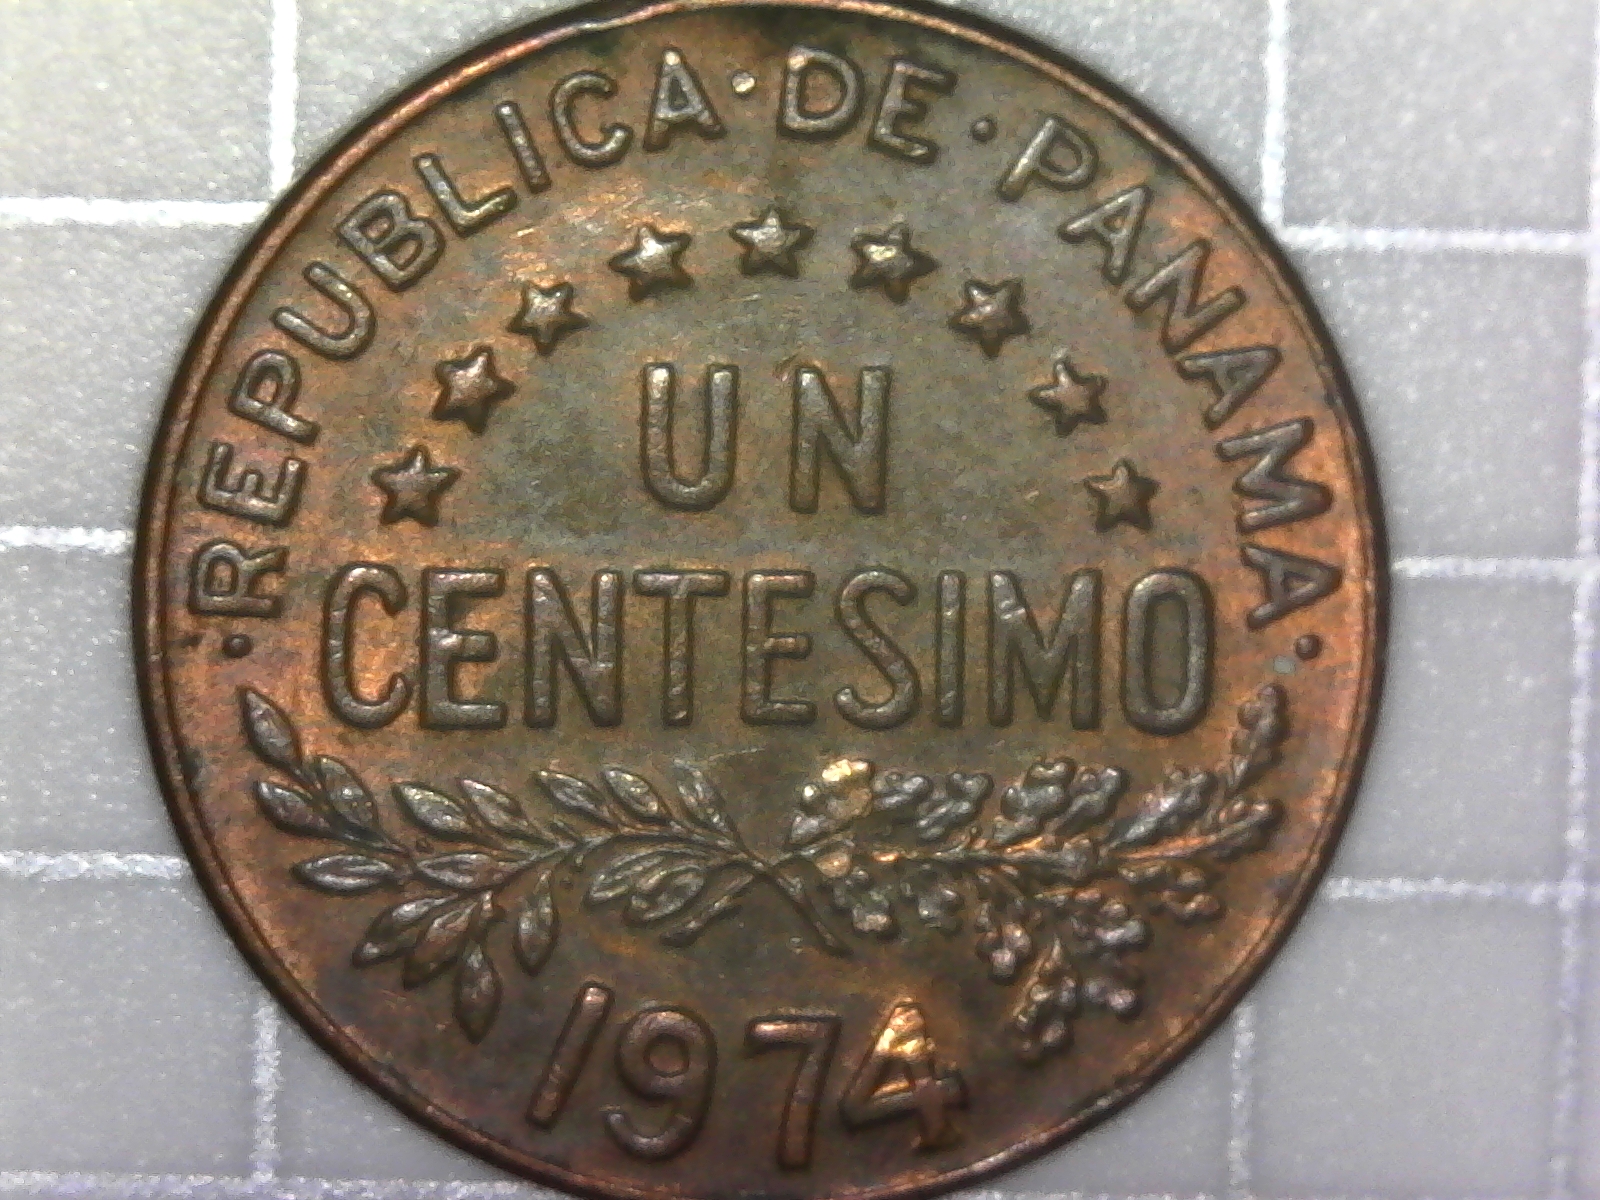 ·REPUBLICA·DE·PANAMA·
UN
CENTESIMO
1974